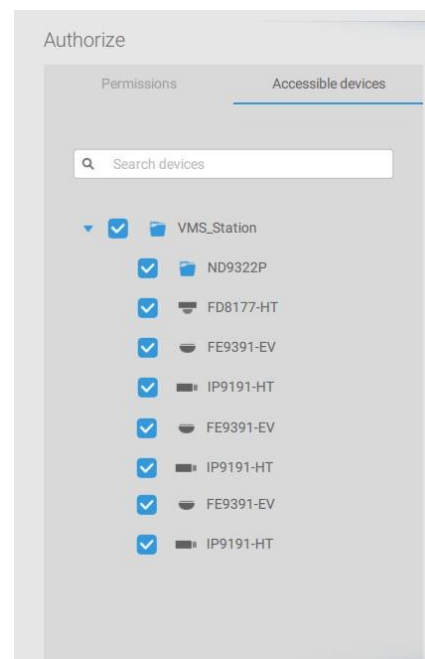 Authorize
Permissions Accessible devices
Search devices
VMS_Station
ND9322P
FD8177-HT
FE9391-EV
IP9191-HT
FE9391-EV
IP9191-HT
FE9391-EV
IP9191-HT